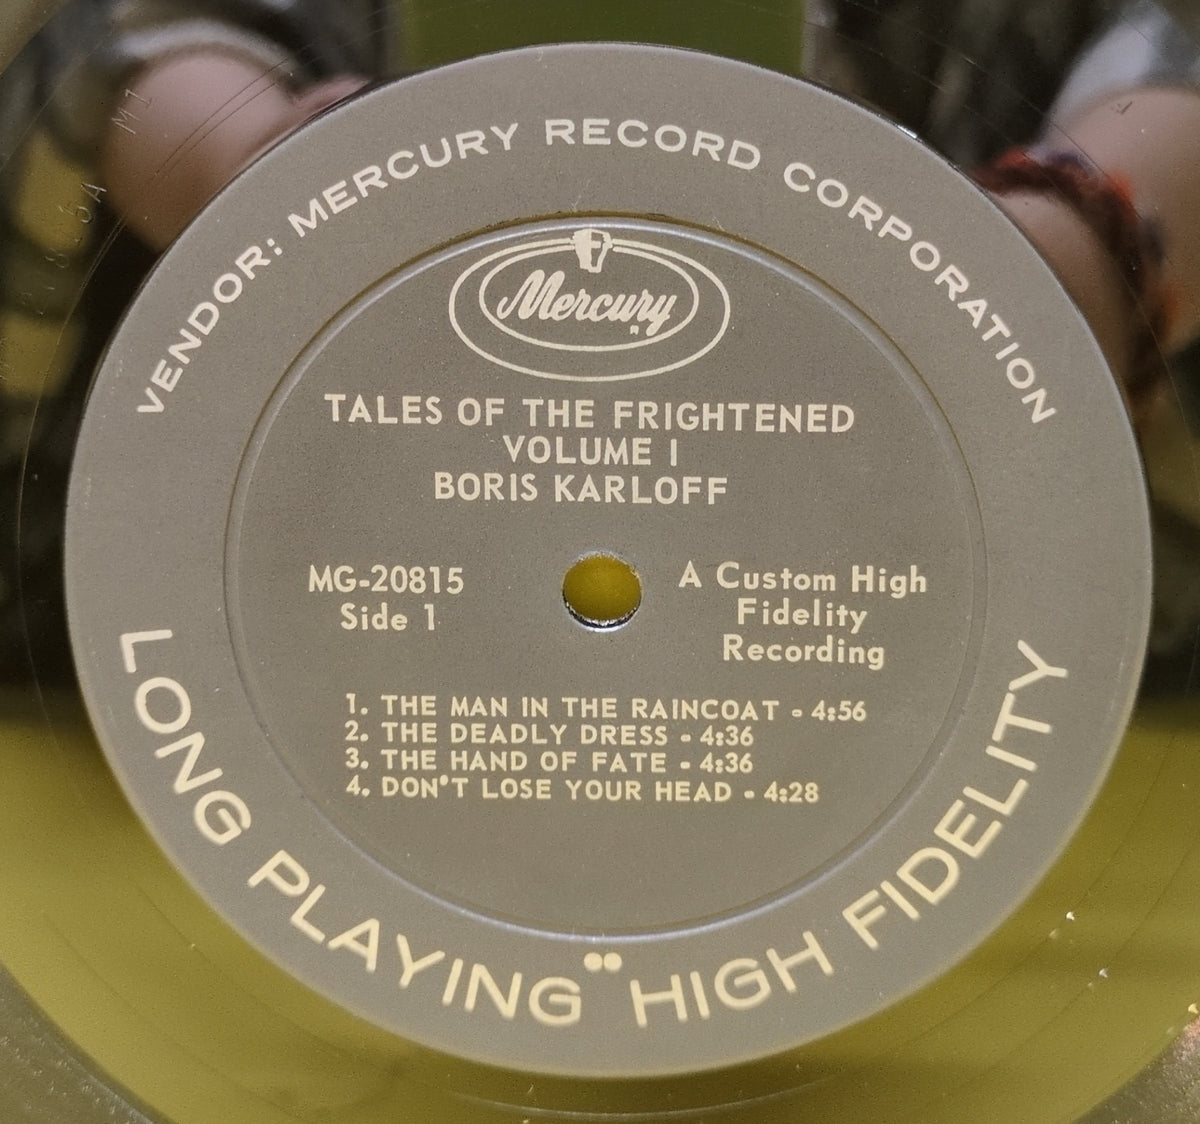 VENDOR: MERCURY RECORD CORPORATION
Mercury
TALES OF THE FRIGHTENED
VOLUME I
BORIS KARLOFF
MG-20815
Side 1
A Custom High
Fidelity
Recording
1. THE MAN IN THE RAINCOAT - 4:56
2. THE DEADLY DRESS - 4:36
3. THE HAND OF FATE - 4:36
4. DON'T LOSE YOUR HEAD - 4:28
LONG PLAYING HIGH FIDELITY
M1